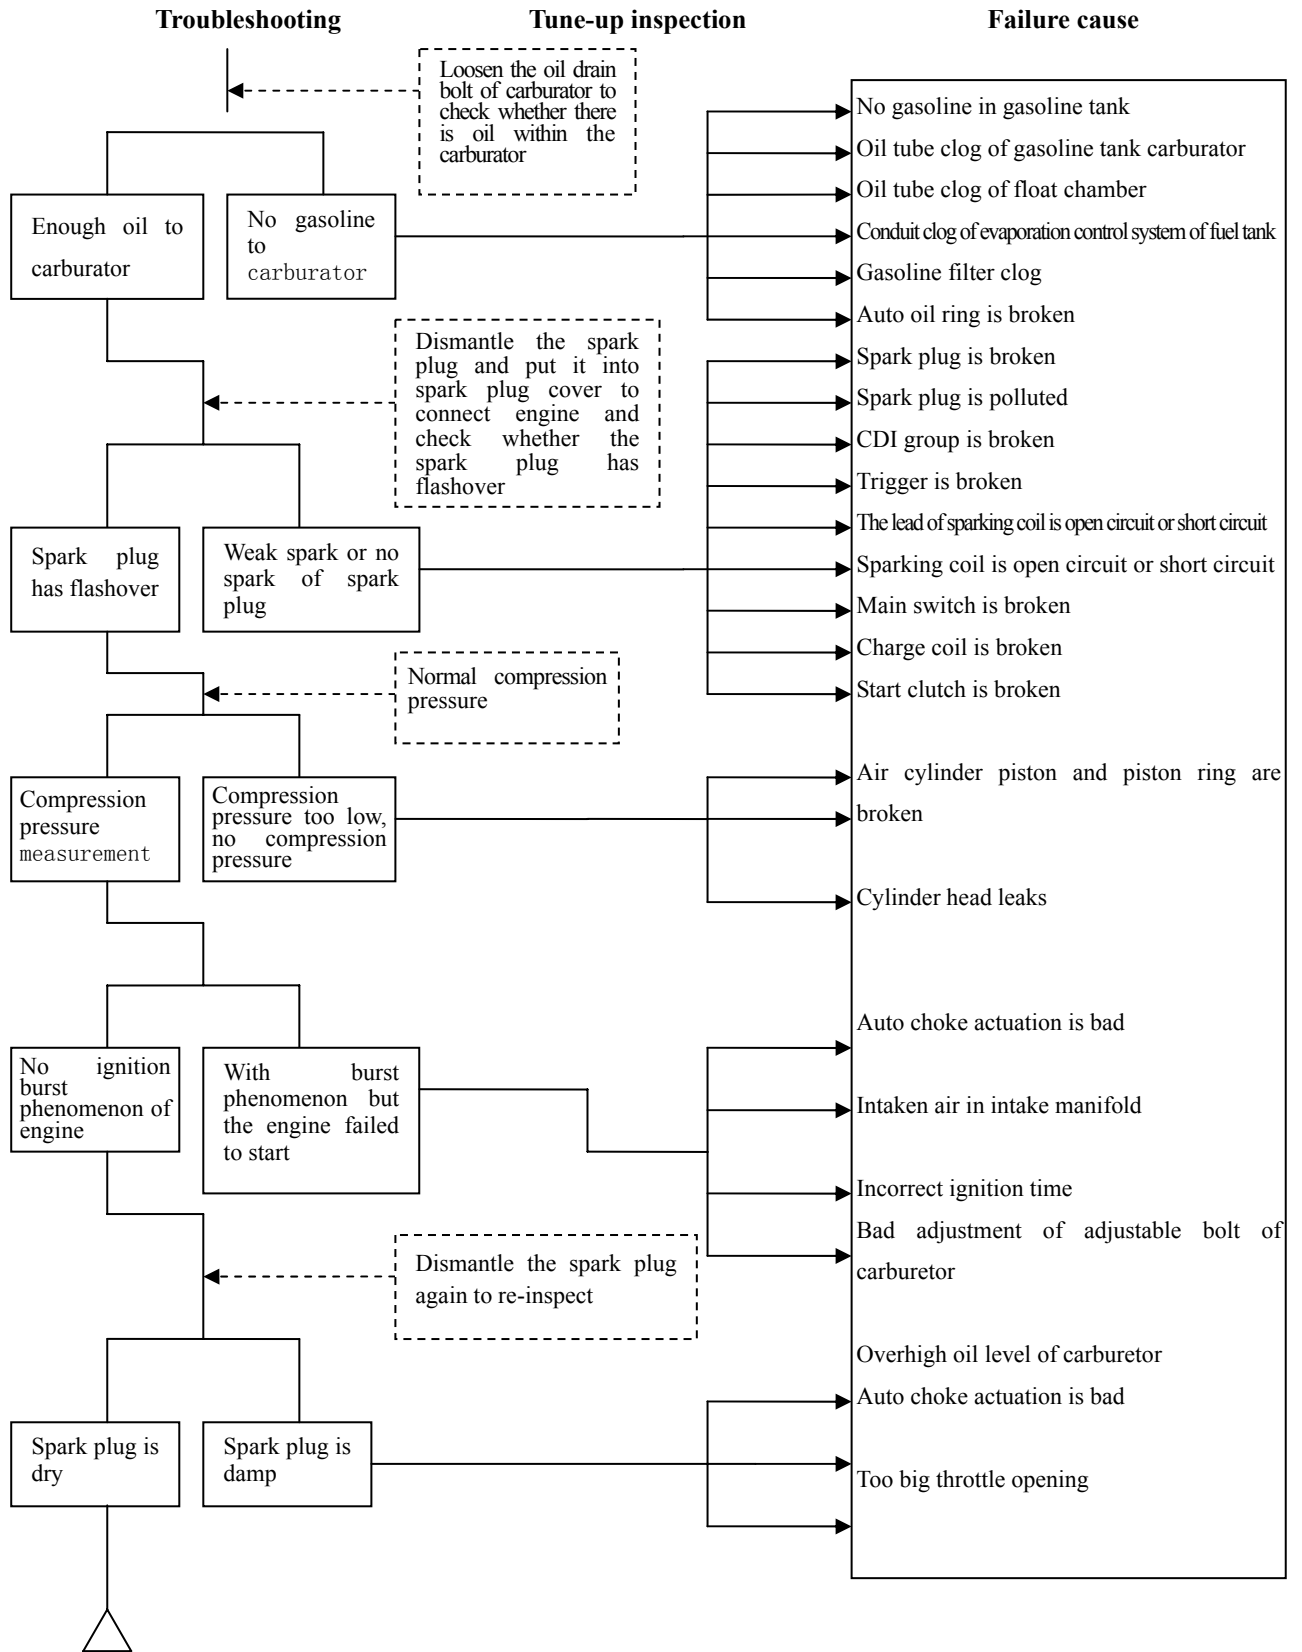 Troubleshooting
Tune-up inspection
Failure cause
Loosen the oil drain
bolt of carburator to
check whether there
is oil within the
carburator
No gasoline in gasoline tank
Oil tube clog of gasoline tank carburator
Oil tube clog of float chamber
Enough oil to
carburator
No gasoline
to
carburator
Conduit clog of evaporation control system of fuel tank
Gasoline filter clog
Auto oil ring is broken
Dismantle the spark
plug and put it into
spark plug cover to
connect engine and
check whether the
spark plug has
flashover
Spark plug is broken
Spark plug is polluted
CDI group is broken
Trigger is broken
The lead of sparking coil is open circuit or short circuit
Spark plug
has flashover
Weak spark or no
spark of spark
plug
Sparking coil is open circuit or short circuit
Main switch is broken
Charge coil is broken
Start clutch is broken
Normal compression
pressure
Compression
pressure
measurement
Compression
pressure too low,
no compression
pressure
Air cylinder piston and piston ring are
broken
Cylinder head leaks
Auto choke actuation is bad
No ignition
burst
phenomenon of
engine
With burst
phenomenon but
the engine failed
to start
Intaken air in intake manifold
Incorrect ignition time
Bad adjustment of adjustable bolt of
carburetor
Dismantle the spark plug
again to re-inspect
Overhigh oil level of carburetor
Auto choke actuation is bad
Spark plug is
dry
Spark plug is
damp
Too big throttle opening